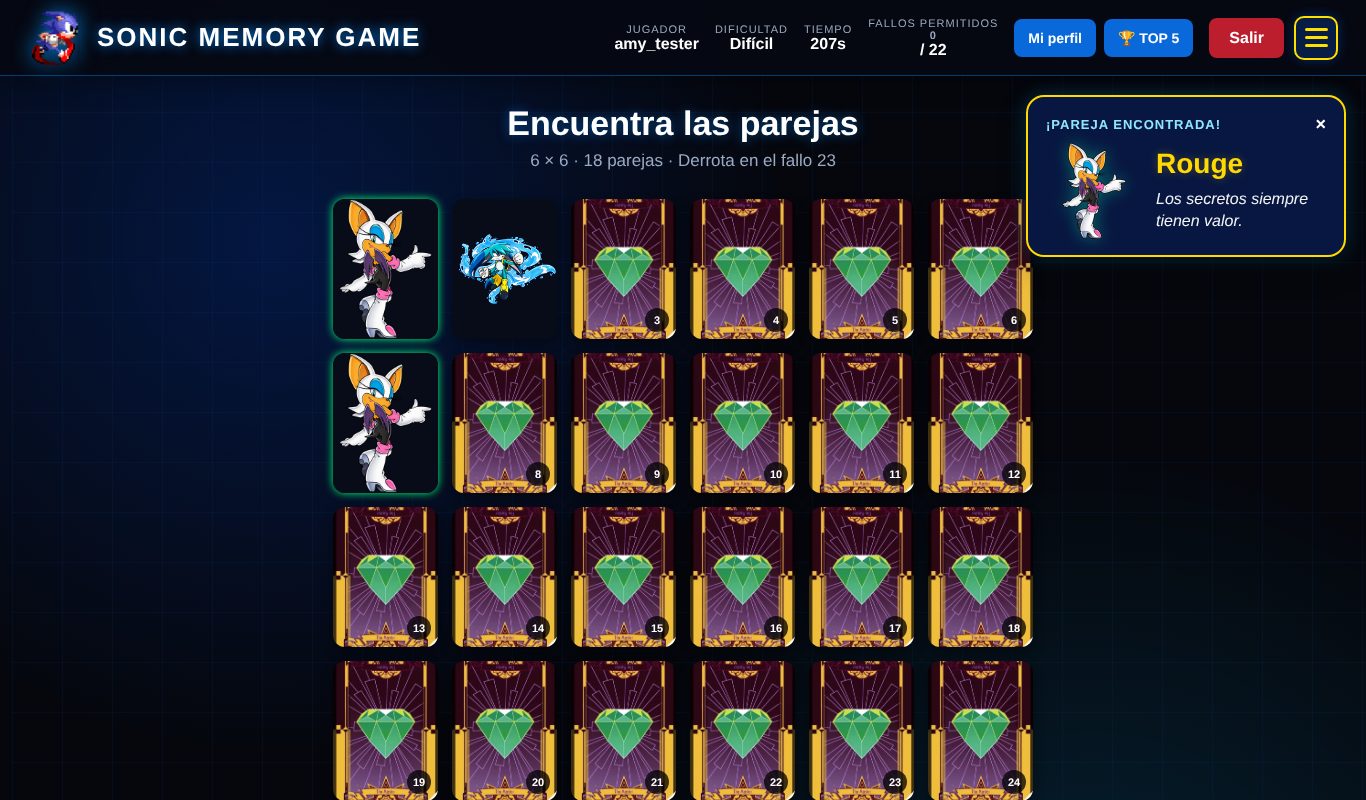 SONIC MEMORY GAME
JUGADOR
amy_tester
DIFICULTAD
Difícil
TIEMPO
207s
FALLOS PERMITIDOS
0
/ 22
Mi perfil
🏆 TOP 5
Salir
Encuentra las parejas
6 × 6 · 18 parejas · Derrota en el fallo 23
¡PAREJA ENCONTRADA!
×
Rouge
Los secretos siempre
tienen valor.
3
4
5
6
8
9
10
11
12
13
14
15
16
17
18
19
20
21
22
23
24